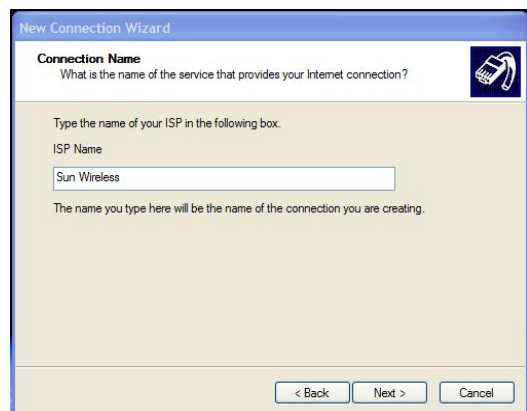 New Connection Wizard
Connection Name
What is the name of the service that provides your Internet connection?
Type the name of your ISP in the following box.
ISP Name
Sun Wireless
The name you type here will be the name of the connection you are creating.
< Back Next > Cancel